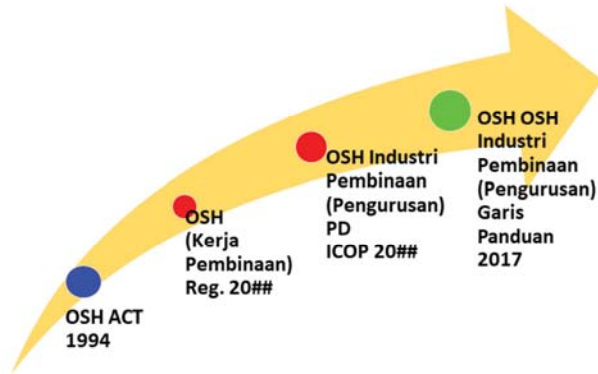 OSH ACT
1994
OSH
(Kerja
Pembinaan)
Reg. 20##
OSH Industri
Pembinaan
(Pengurusan)
PD
ICOP 20##
OSH OSH
Industri
Pembinaan
(Pengurusan)
Garis
Panduan
2017